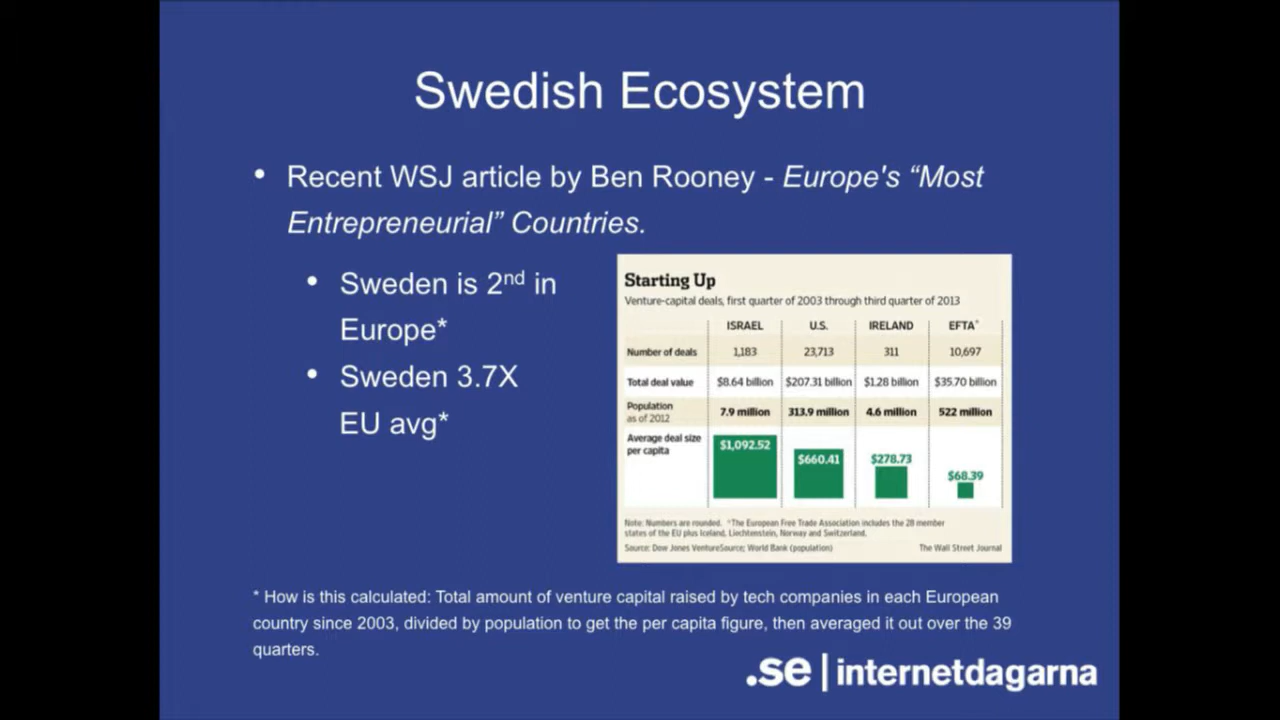 Swedish Ecosystem
• Recent WSJ article by Ben Rooney - Europe's “Most
Entrepreneurial” Countries.
• Sweden is 2nd in
Europe*
• Sweden 3.7X
EU avg*
Starting Up
Venture-capital deals, first quarter of 2003 through third quarter of 2013
ISRAEL U.S. IRELAND EFTA*
Number of deals 1,183 23,713 311 10,697
Total deal value $8.64 billion $207.31 billion $1.28 billion $35.70 billion
Population
as of 2012 7.9 million 313.9 million 4.6 million 522 million
Average deal size
per capita $1,092.52 $660.41 $278.73 $68.39
Note: Numbers are rounded. *The European Free Trade Association includes the 28 member
states of the EU plus Iceland, Liechtenstein, Norway and Switzerland.
Source: Dow Jones VentureSource; World Bank (population) The Wall Street Journal
* How is this calculated: Total amount of venture capital raised by tech companies in each European
country since 2003, divided by population to get the per capita figure, then averaged it out over the 39
quarters.
.se | internetdagarna